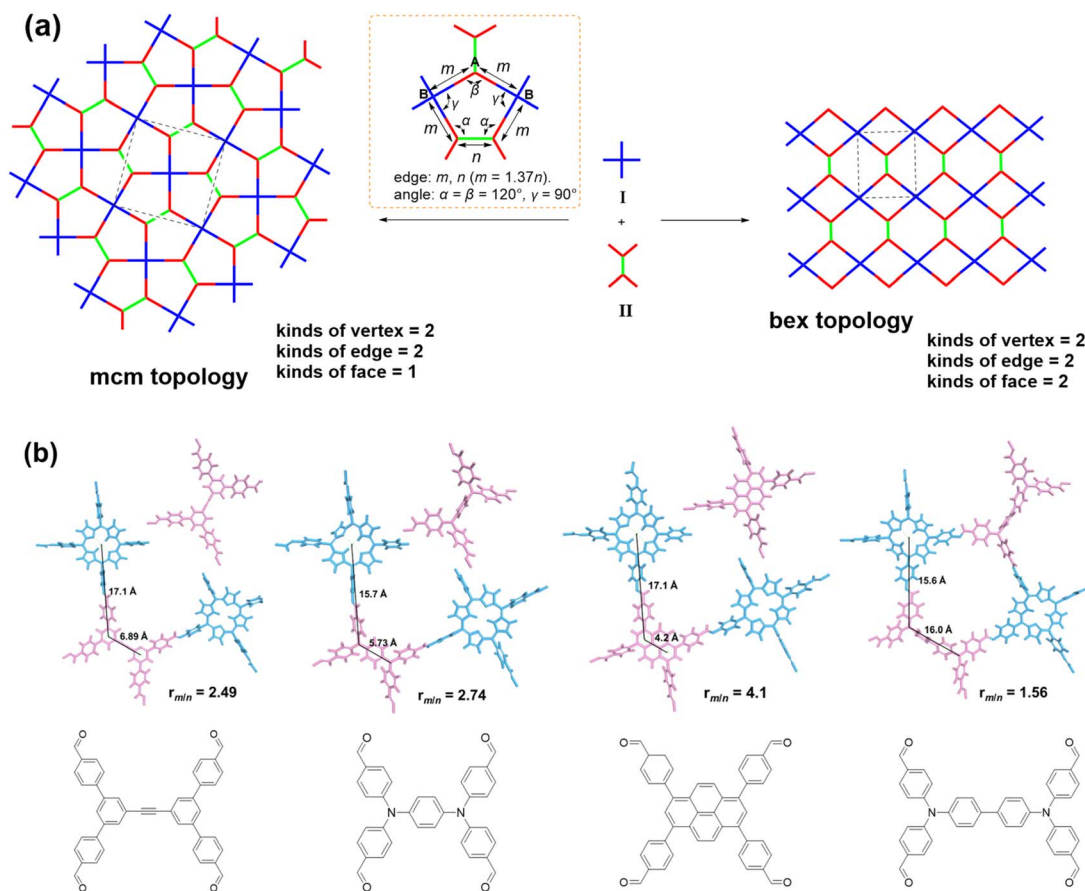 (a)
A
m
m
β
B
B
γ
γ
m
α
α
m
n
edge: m, n (m = 1.37n).
angle: α = β = 120°, γ = 90°
I
+
II
kinds of vertex = 2
kinds of edge = 2
kinds of face = 1
mcm topology
bex topology
kinds of vertex = 2
kinds of edge = 2
kinds of face = 2
(b)
17.1 Å
6.89 Å
r m/n = 2.49
15.7 Å
5.73 Å
r m/n = 2.74
17.1 Å
4.2 Å
r m/n = 4.1
15.6 Å
16.0 Å
r m/n = 1.56
O
O
O
O
O
O
N
N
O
O
O
O
O
O
O
O
N
N
O
O